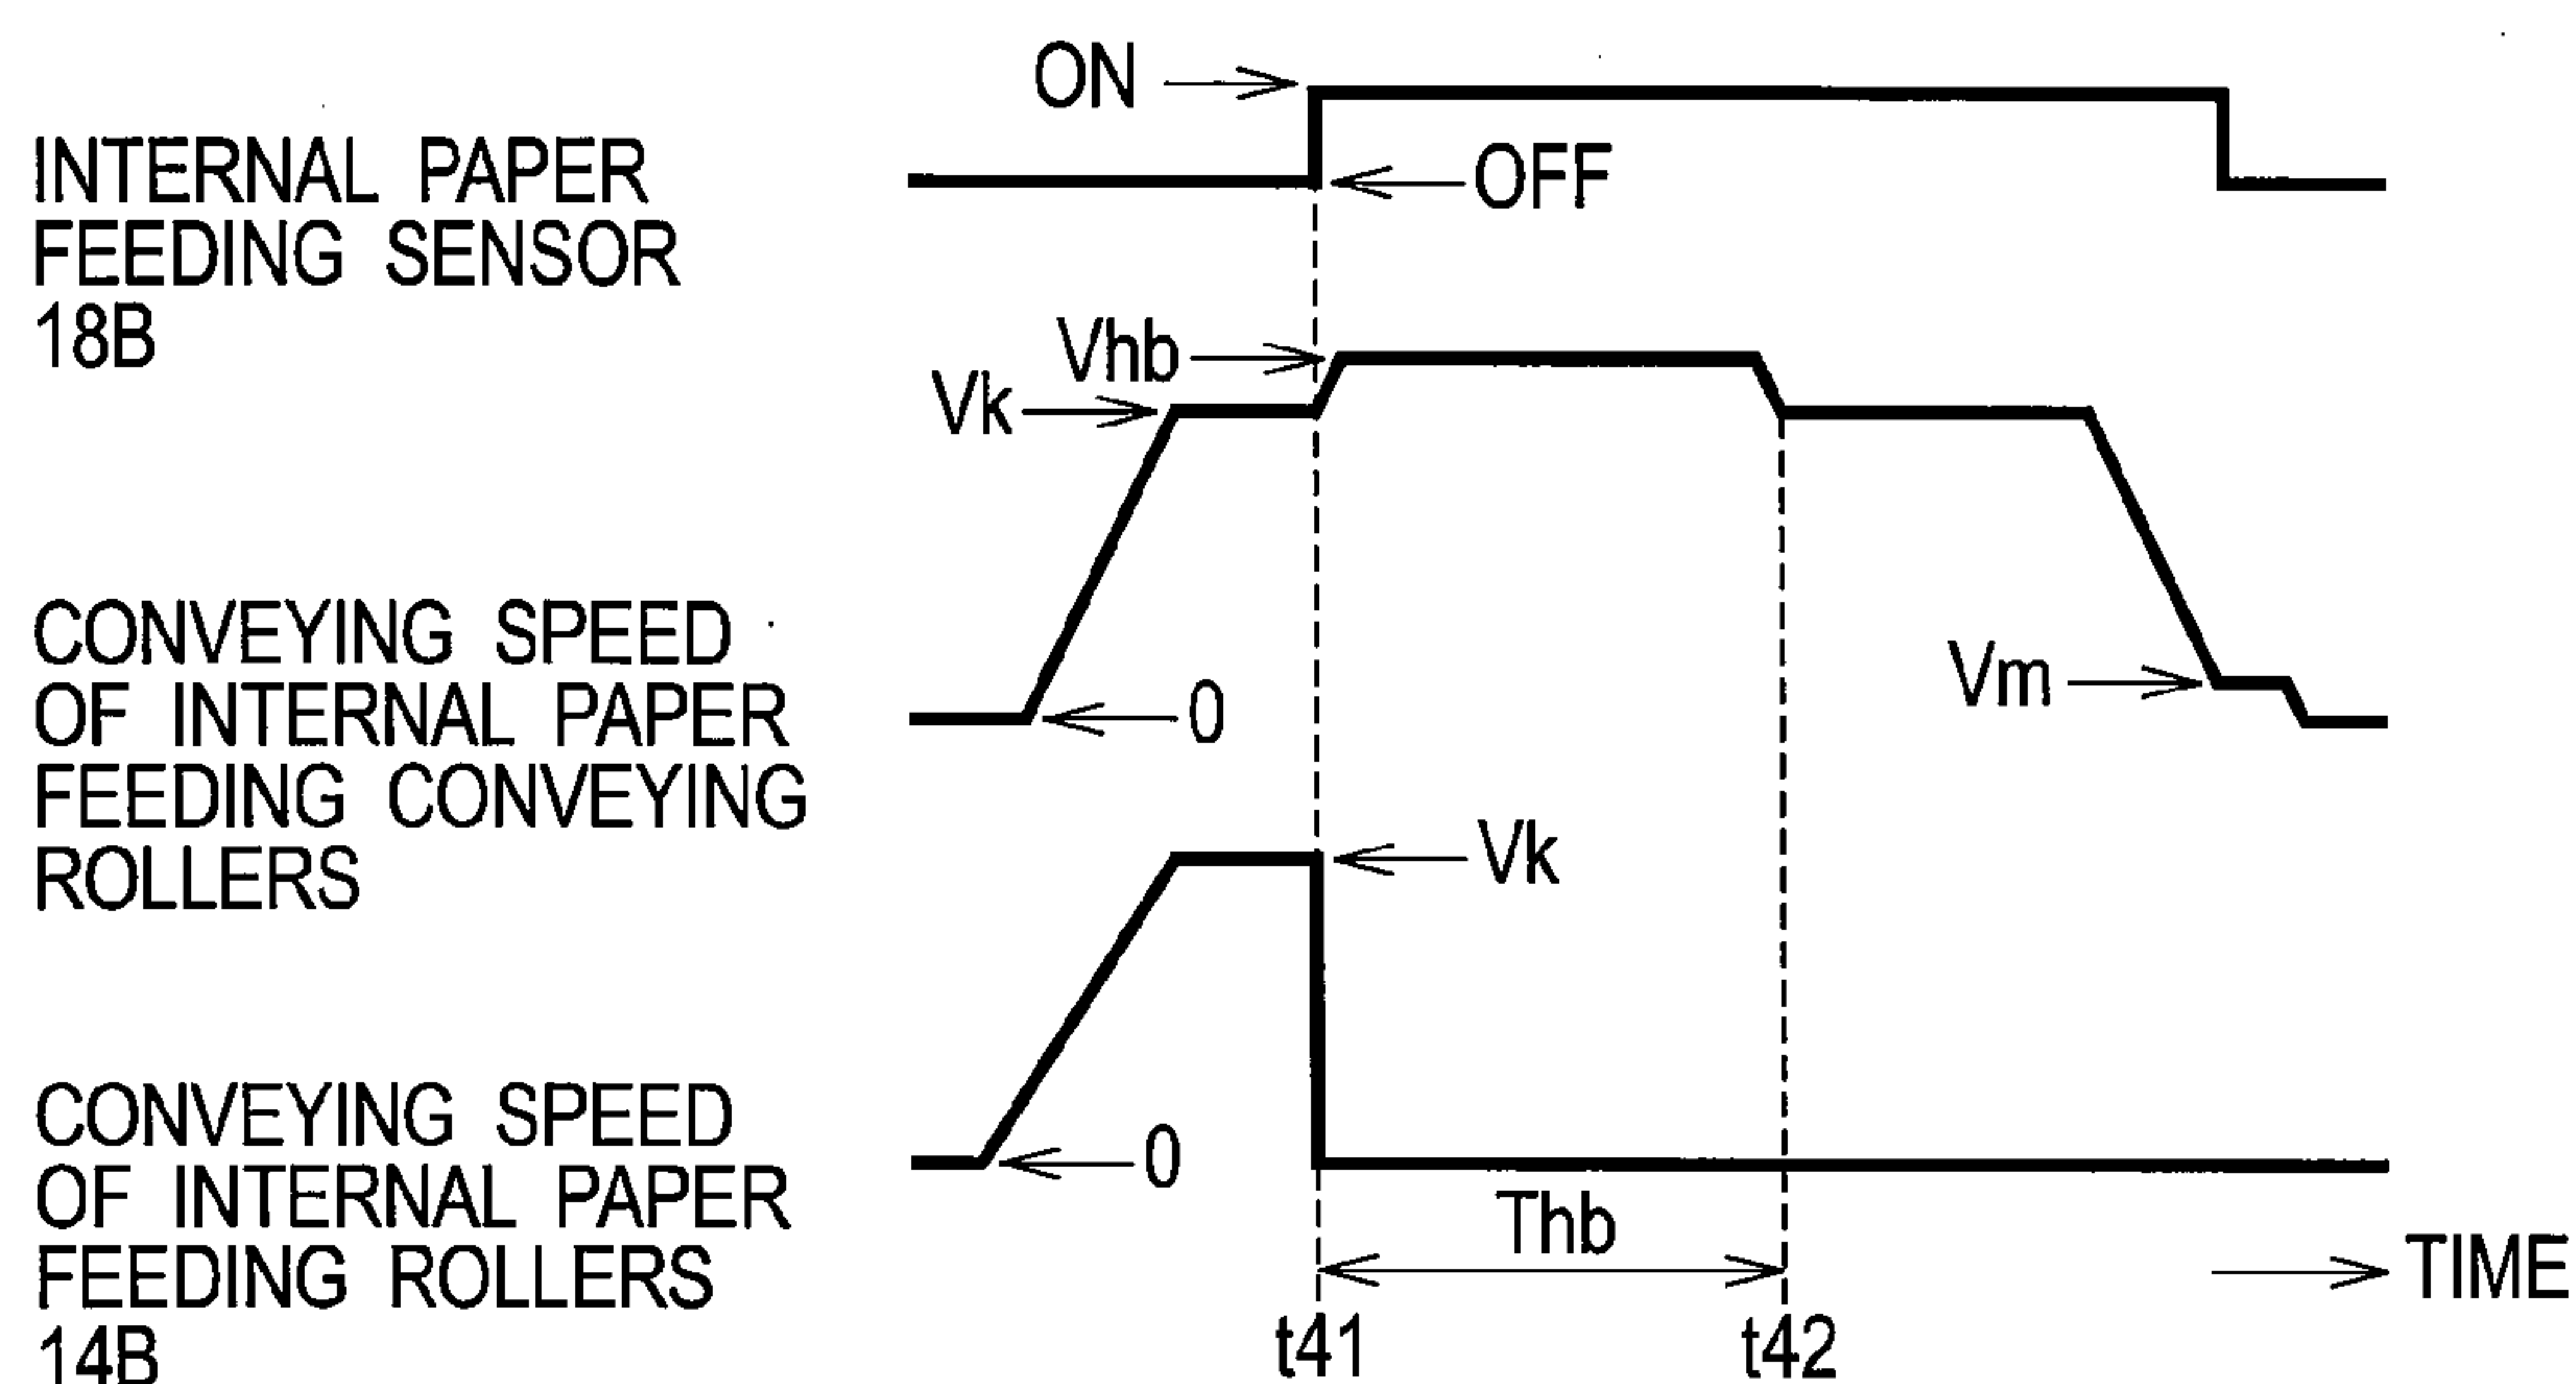 ON
OFF
INTERNAL PAPER
FEEDING SENSOR
18B
Vhb
Vk
CONVEYING SPEED
OF INTERNAL PAPER
FEEDING CONVEYING
ROLLERS
0
Vm
Vk
CONVEYING SPEED
OF INTERNAL PAPER
FEEDING ROLLERS
14B
0
Thb
TIME
t41
t42